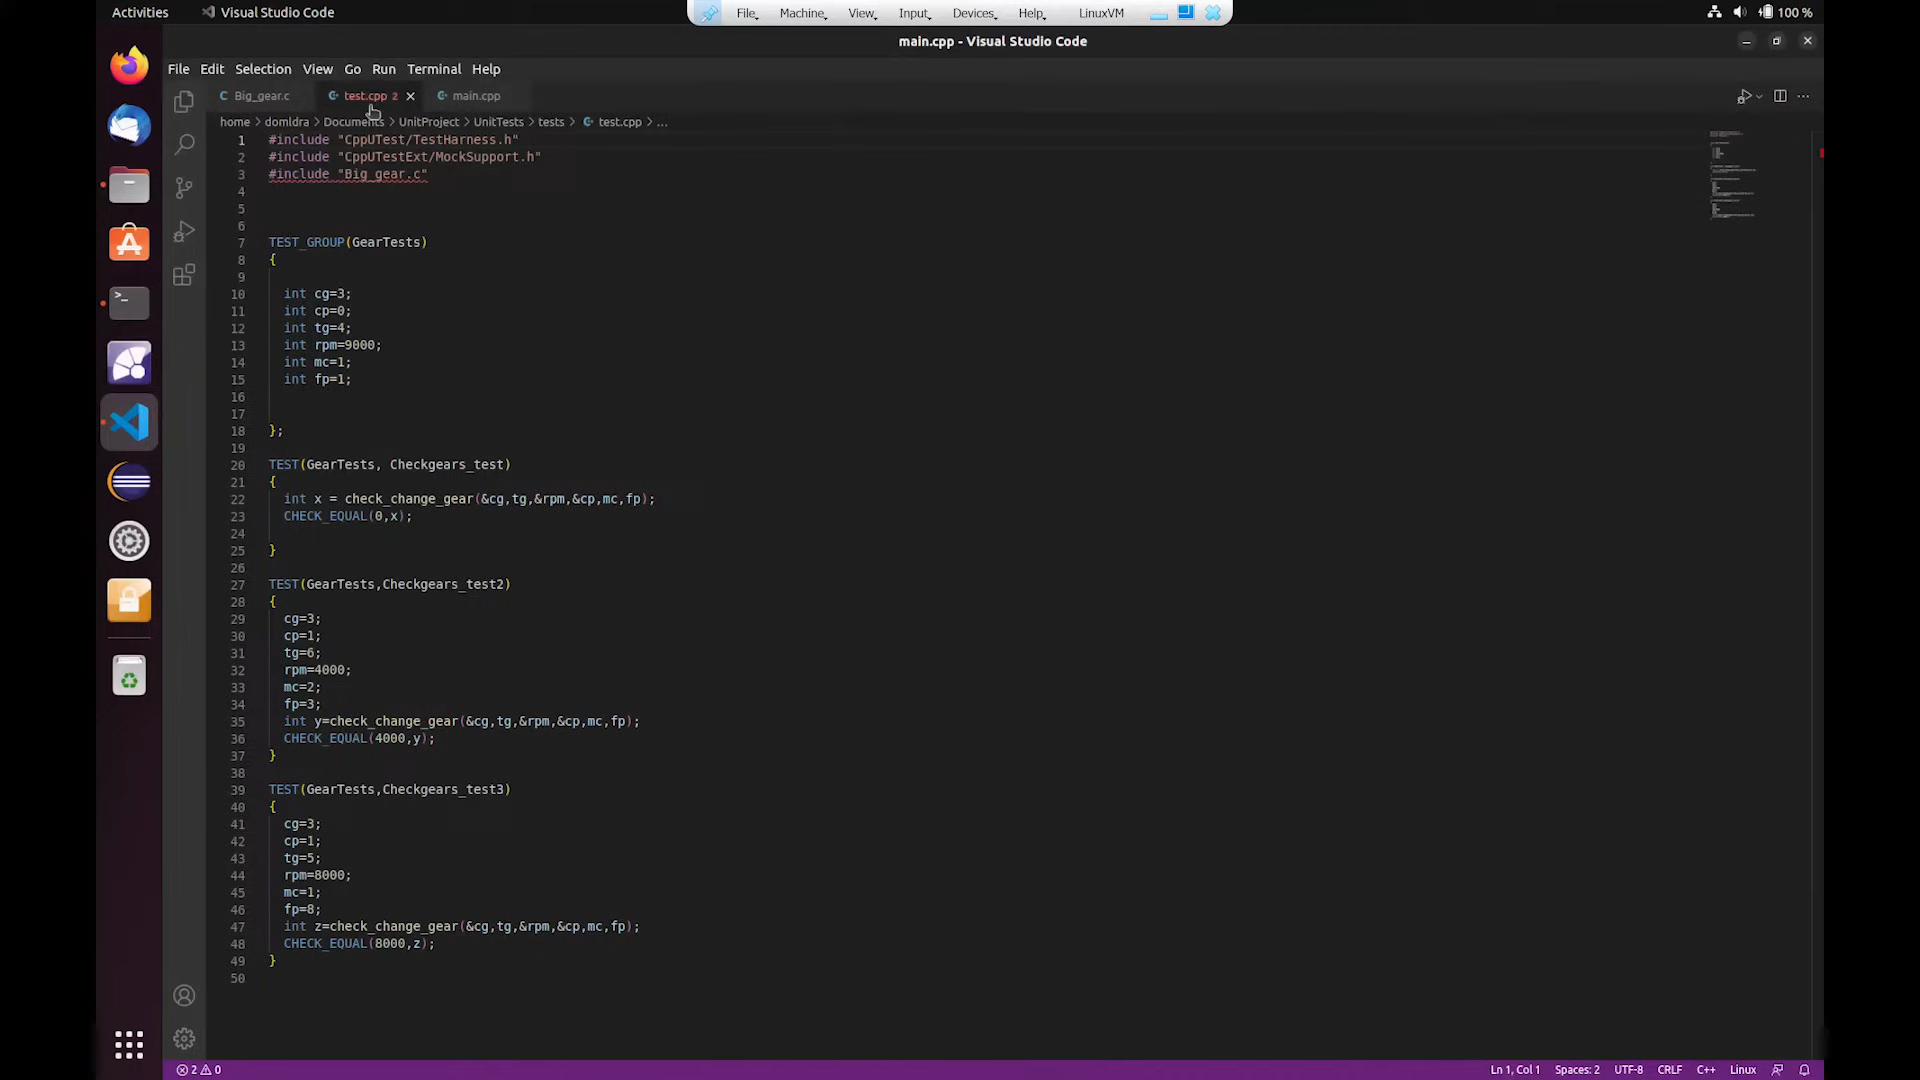 Activities Visual Studio Code File Machine View Input Devices Help LinuxVM 100 %
main.cpp - Visual Studio Code
File Edit Selection View Go Run Terminal Help
Big_gear.c test.cpp 2 main.cpp
home > domldra > Documents > UnitProject > UnitTests > tests > test.cpp > ...
1 #include "CppUTest/TestHarness.h"
2 #include "CppUTestExt/MockSupport.h"
3 #include "Big_gear.c"
4
5
6
7 TEST_GROUP(GearTests)
8 {
9
10 int cg=3;
11 int cp=0;
12 int tg=4;
13 int rpm=9000;
14 int mc=1;
15 int fp=1;
16
17
18 };
19
20 TEST(GearTests, Checkgears_test)
21 {
22 int x = check_change_gear(&cg,tg,&rpm,&cp,mc,fp);
23 CHECK_EQUAL(0,x);
24
25 }
26
27 TEST(GearTests,Checkgears_test2)
28 {
29 cg=3;
30 cp=1;
31 tg=6;
32 rpm=4000;
33 mc=2;
34 fp=3;
35 int y=check_change_gear(&cg,tg,&rpm,&cp,mc,fp);
36 CHECK_EQUAL(4000,y);
37 }
38
39 TEST(GearTests,Checkgears_test3)
40 {
41 cg=3;
42 cp=1;
43 tg=5;
44 rpm=8000;
45 mc=1;
46 fp=8;
47 int z=check_change_gear(&cg,tg,&rpm,&cp,mc,fp);
48 CHECK_EQUAL(8000,z);
49 }
50
2 0 Ln 1, Col 1 Spaces: 2 UTF-8 CRLF C++ Linux